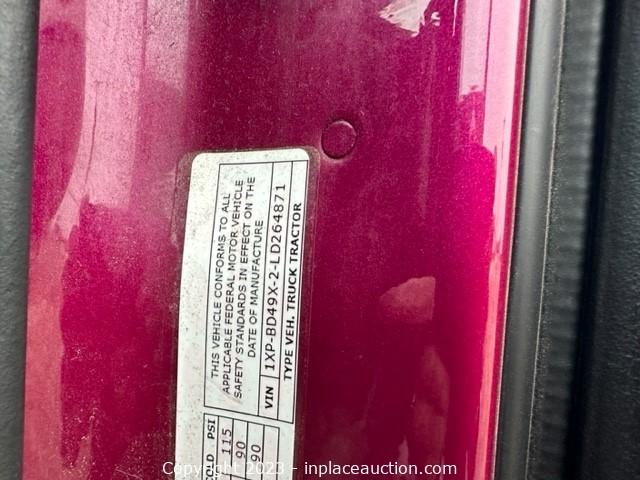 THIS VEHICLE CONFORMS TO ALL
APPLICABLE FEDERAL MOTOR VEHICLE
SAFETY STANDARDS IN EFFECT ON THE
DATE OF MANUFACTURE
VIN 1XP-BD49X-2-LD264871
TYPE VEH. TRUCK TRACTOR
PSI
115
90
90
Copyright 2023 - inplaceauction.com